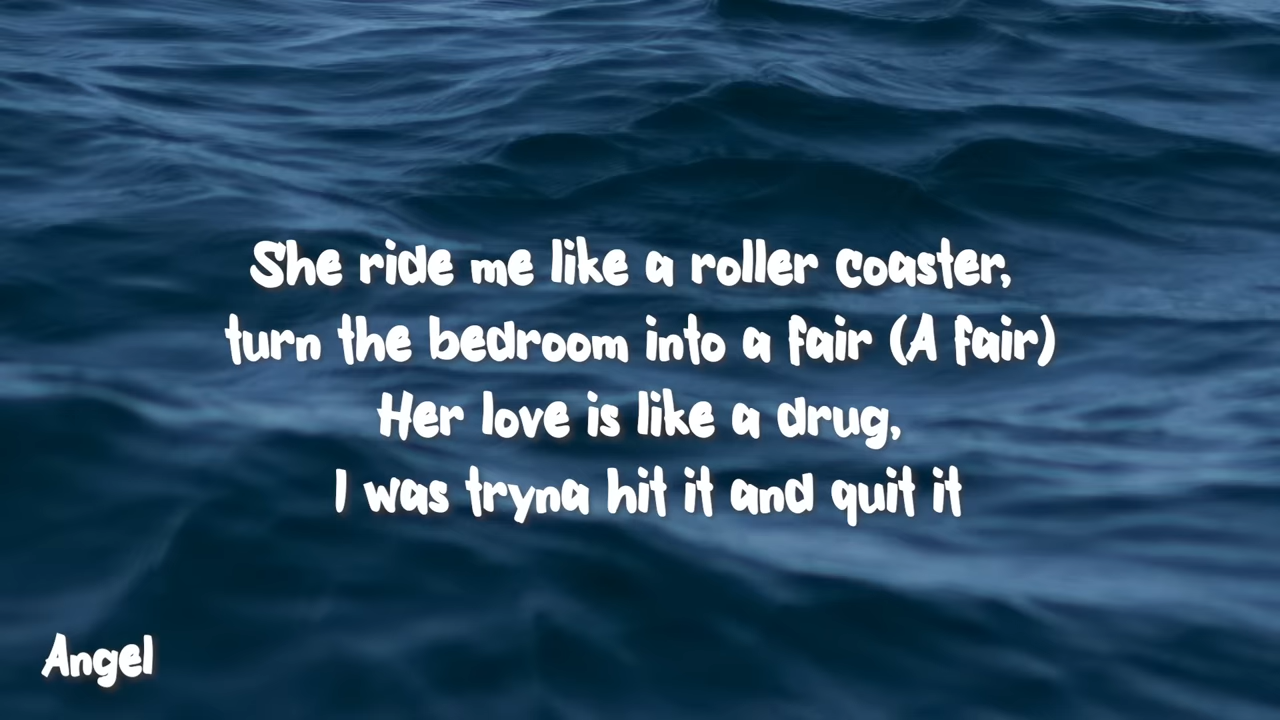 She ride me like a roller coaster,
turn the bedroom into a fair (A fair)
Her love is like a drug,
I was tryna hit it and quit it
Angel